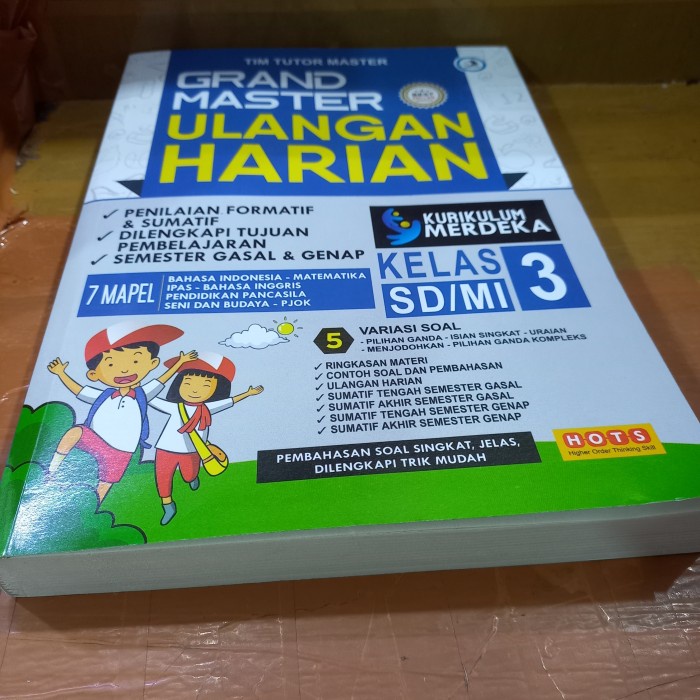 TIM TUTOR MASTER
GRAND
MASTER
ULANGAN
HARIAN
✓ PENILAIAN FORMATIF
& SUMATIF
✓ DILENGKAPI TUJUAN
PEMBELAJARAN
✓ SEMESTER GASAL & GENAP
KURIKULUM
MERDEKA
7 MAPEL
BAHASA INDONESIA - MATEMATIKA
IPAS - BAHASA INGGRIS
PENDIDIKAN PANCASILA
SENI DAN BUDAYA - PJOK
KELAS
SD/MI
3
5 VARIASI SOAL
- PILIHAN GANDA - ISIAN SINGKAT - URAIAN
- MENJODOHKAN - PILIHAN GANDA KOMPLEKS
✓ RINGKASAN MATERI
✓ CONTOH SOAL DAN PEMBAHASAN
✓ ULANGAN HARIAN
✓ SUMATIF TENGAH SEMESTER GASAL
✓ SUMATIF AKHIR SEMESTER GASAL
✓ SUMATIF TENGAH SEMESTER GENAP
✓ SUMATIF AKHIR SEMESTER GENAP
HOTS
Higher Order Thinking Skill
PEMBAHASAN SOAL SINGKAT, JELAS,
DILENGKAPI TRIK MUDAH